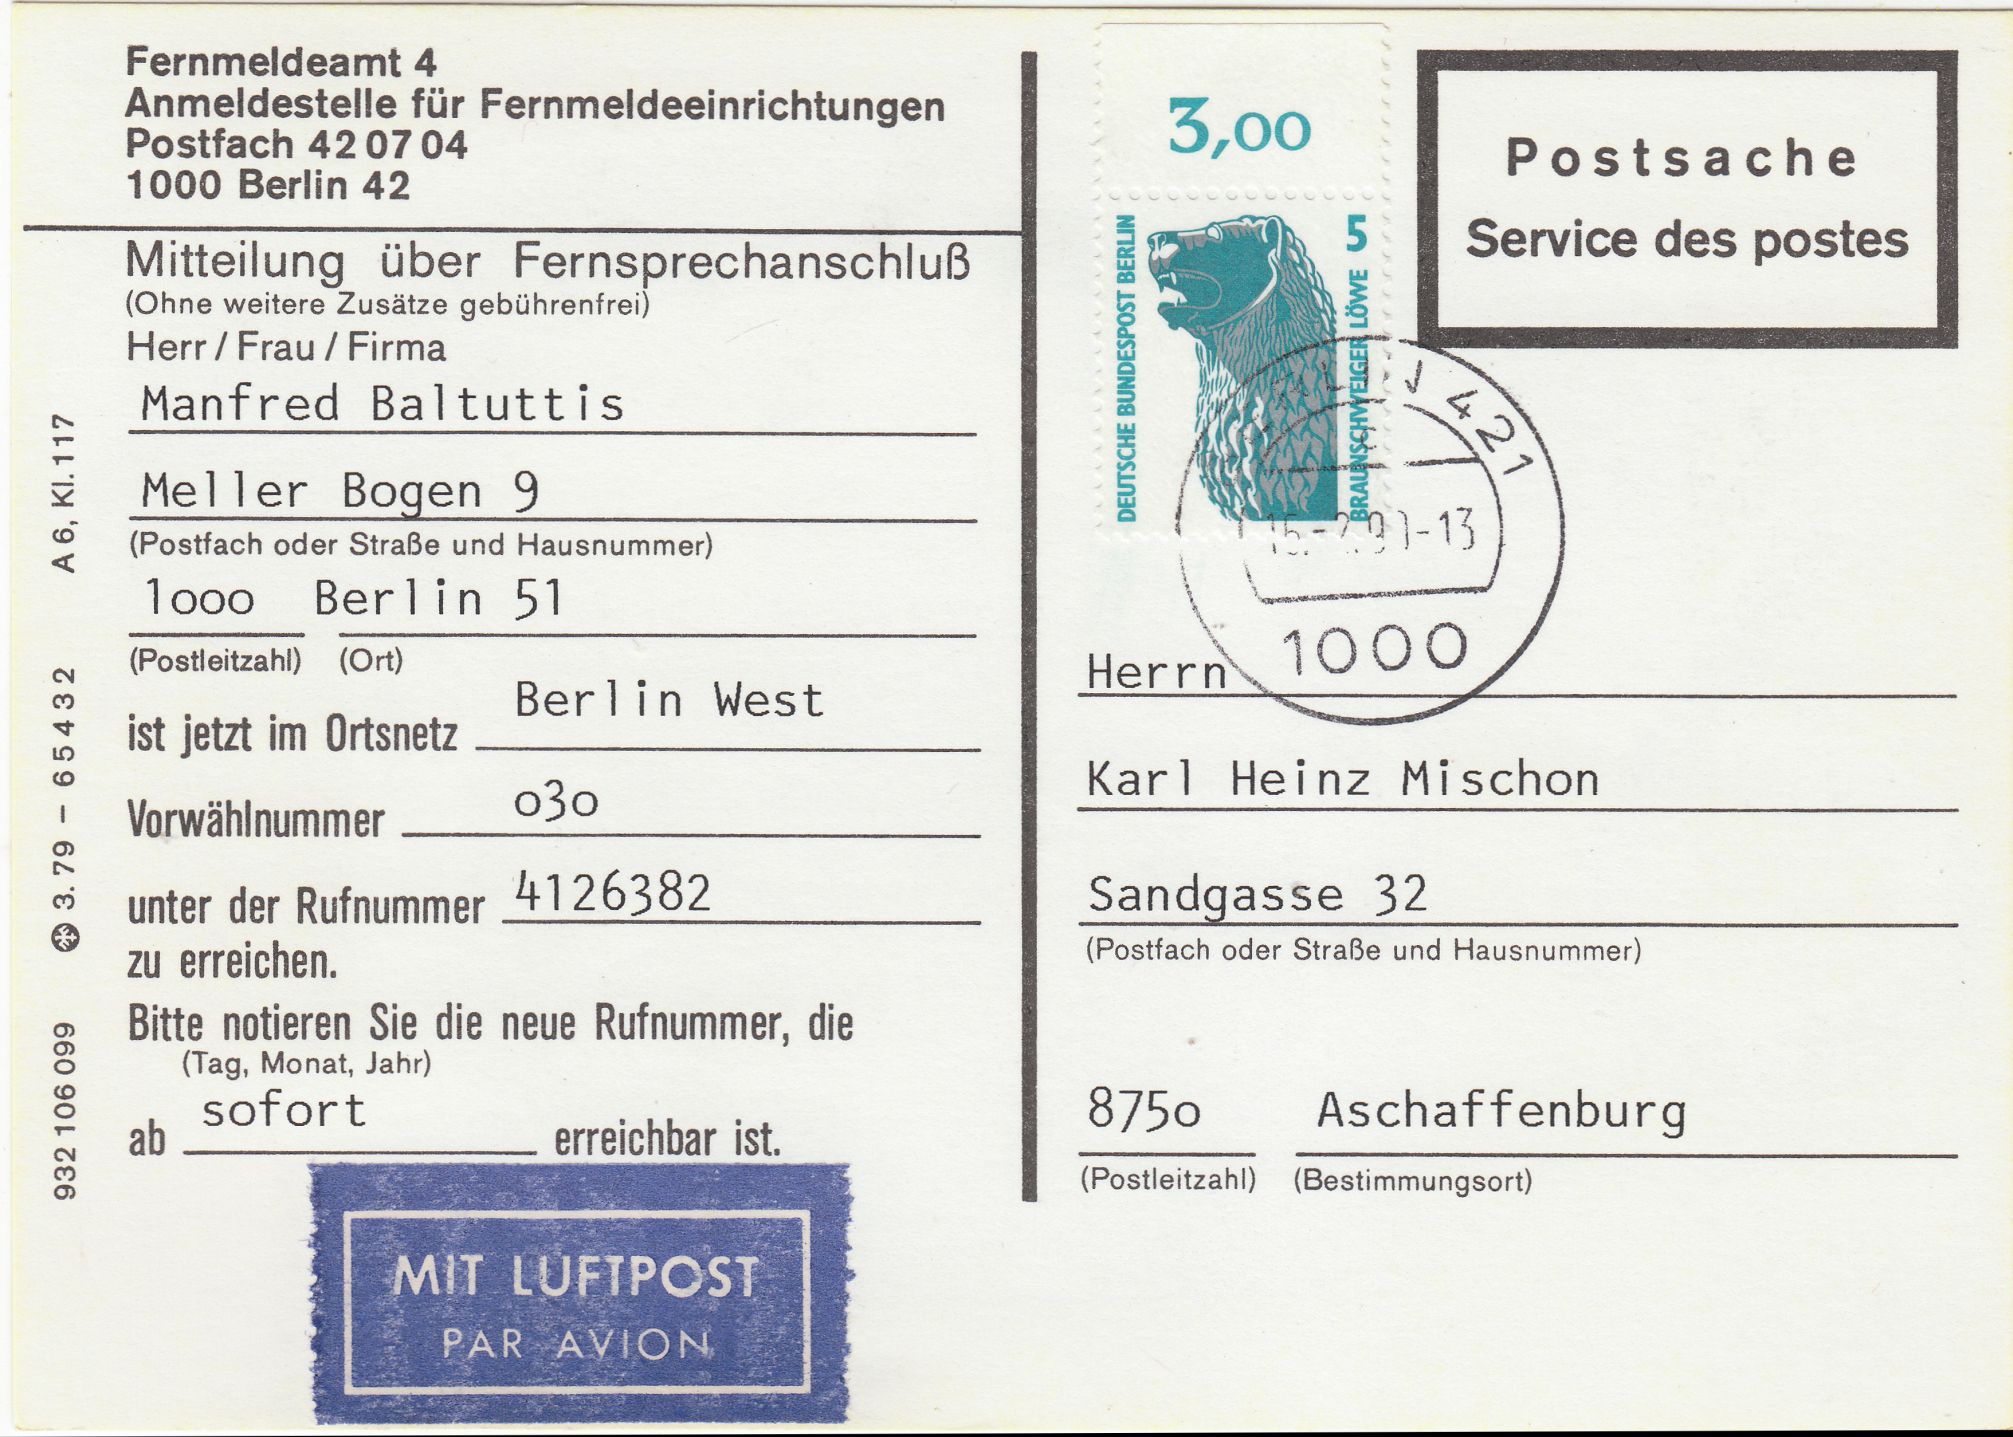 Fernmeldeamt 4
Anmeldestelle für Fernmeldeeinrichtungen
Postfach 42 07 04
1000 Berlin 42
Mitteilung über Fernsprechanschluß
(Ohne weitere Zusätze gebührenfrei)
Herr / Frau / Firma
Manfred Baltuttis
Meller Bogen 9
(Postfach oder Straße und Hausnummer)
1ooo Berlin 51
(Postleitzahl) (Ort)
ist jetzt im Ortsnetz Berlin West
Vorwählnummer o3o
unter der Rufnummer 4126382
zu erreichen.
Bitte notieren Sie die neue Rufnummer, die
(Tag, Monat, Jahr)
ab sofort erreichbar ist.
MIT LUFTPOST
PAR AVION
932 106 099 3.79 – 65432 A 6, Kl. 117
3,00
DEUTSCHE BUNDESPOST BERLIN
5
BRAUNSCHWEIGER LÖWE
Postsache
Service des postes
421
-13
1000
Herrn
Karl Heinz Mischon
Sandgasse 32
(Postfach oder Straße und Hausnummer)
875o Aschaffenburg
(Postleitzahl) (Bestimmungsort)